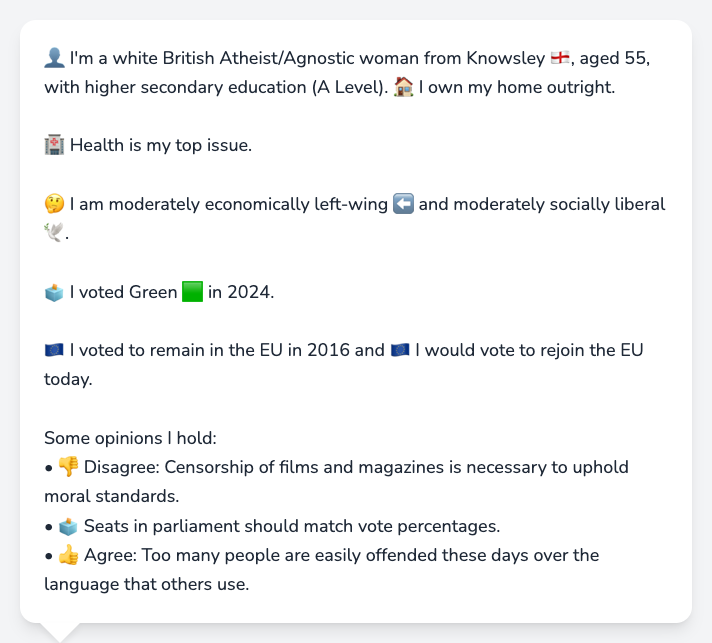 👤 I'm a white British Atheist/Agnostic woman from Knowsley 🏴󠁧󠁢󠁥󠁮󠁧󠁿, aged 55,
with higher secondary education (A Level). 🏠 I own my home outright.
🏥 Health is my top issue.
🤔 I am moderately economically left-wing ⬅️ and moderately socially liberal
🕊️.
🗳️ I voted Green 🟩 in 2024.
🇪🇺 I voted to remain in the EU in 2016 and 🇪🇺 I would vote to rejoin the EU
today.
Some opinions I hold:
• 👎 Disagree: Censorship of films and magazines is necessary to uphold
moral standards.
• 🗳️ Seats in parliament should match vote percentages.
• 👍 Agree: Too many people are easily offended these days over the
language that others use.